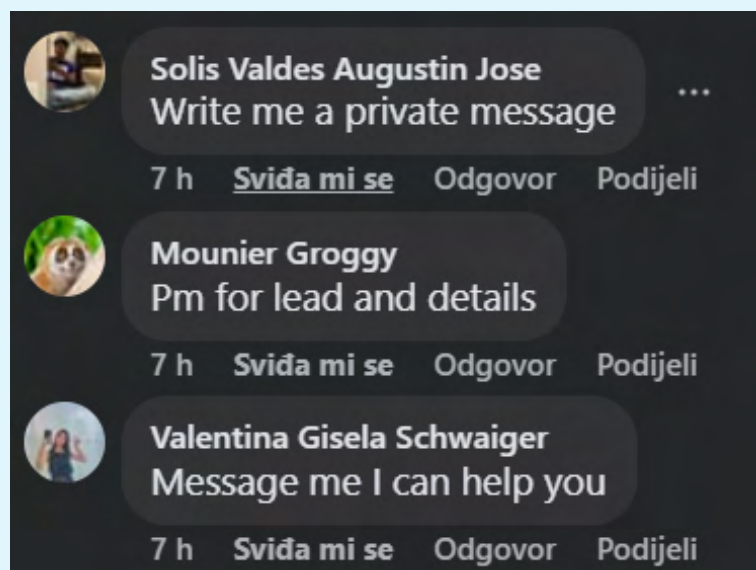 Solis Valdes Augustin Jose
Write me a private message
7 h Sviđa mi se Odgovor Podijeli
Mounier Groggy
Pm for lead and details
7 h Sviđa mi se Odgovor Podijeli
Valentina Gisela Schwaiger
Message me I can help you
7 h Sviđa mi se Odgovor Podijeli